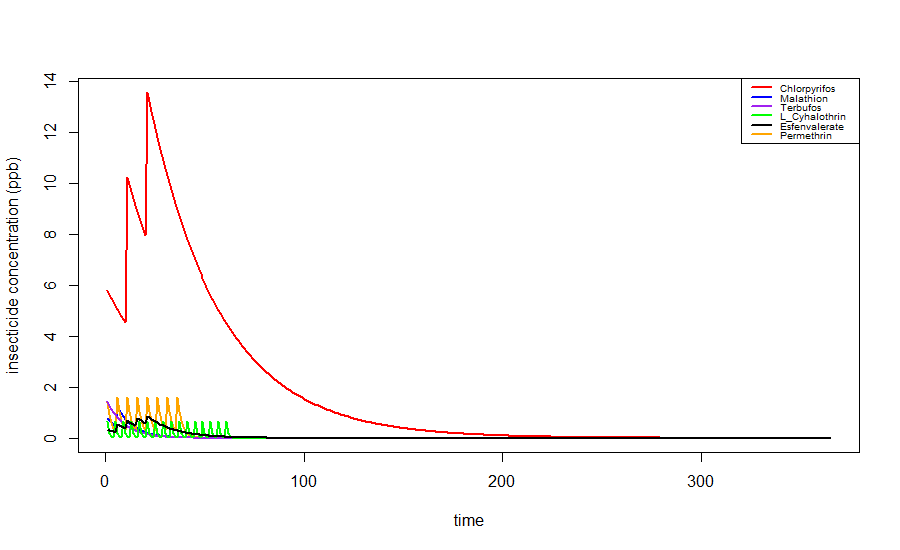 14
12
10
8
6
4
2
0
insecticide concentration (ppb)
0 100 200 300
time
Chlorpyrifos
Malathion
Terbufos
L_Cyhalothrin
Esfenvalerate
Permethrin